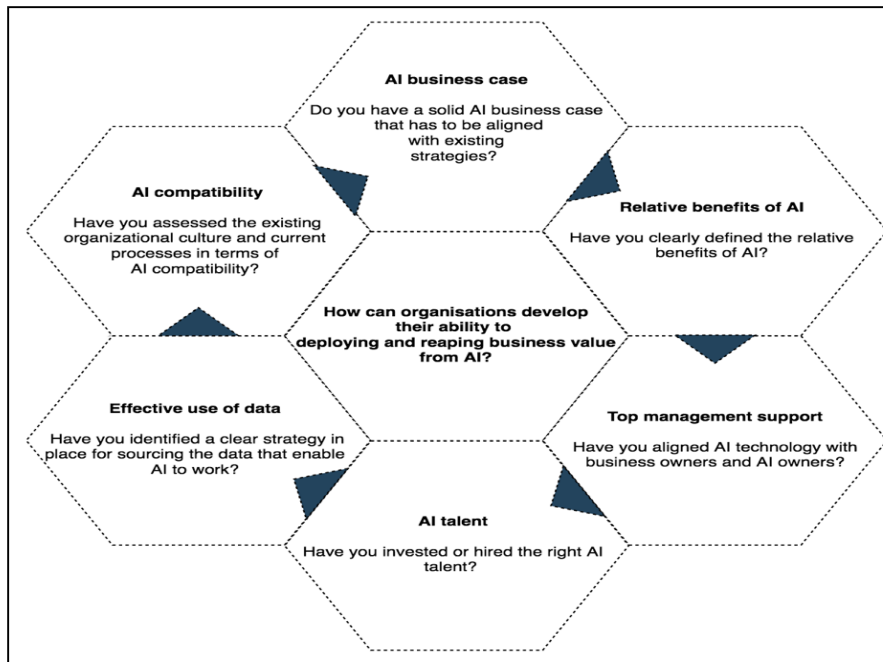 AI business case
Do you have a solid AI business case
that has to be aligned
with existing
strategies?
AI compatibility
Have you assessed the existing
organizational culture and current
processes in terms of
AI compatibility?
Relative benefits of AI
Have you clearly defined the relative
benefits of AI?
How can organisations develop
their ability to
deploying and reaping business value
from AI?
Effective use of data
Have you identified a clear strategy in
place for sourcing the data that enable
AI to work?
Top management support
Have you aligned AI technology with
business owners and AI owners?
AI talent
Have you invested or hired the right AI
talent?